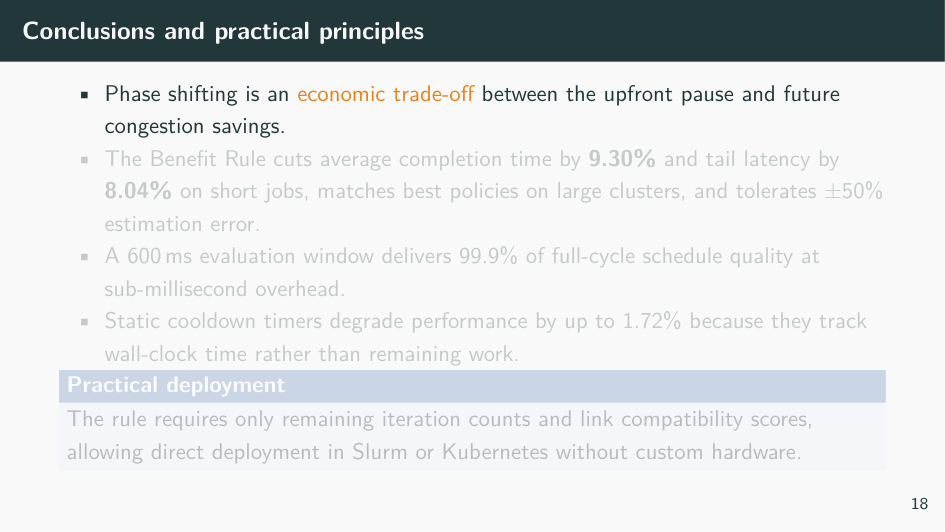 Conclusions and practical principles
▪ Phase shifting is an economic trade-off between the upfront pause and future
congestion savings.
▪ The Benefit Rule cuts average completion time by 9.30% and tail latency by
8.04% on short jobs, matches best policies on large clusters, and tolerates ±50%
estimation error.
▪ A 600 ms evaluation window delivers 99.9% of full-cycle schedule quality at
sub-millisecond overhead.
▪ Static cooldown timers degrade performance by up to 1.72% because they track
wall-clock time rather than remaining work.
Practical deployment
The rule requires only remaining iteration counts and link compatibility scores,
allowing direct deployment in Slurm or Kubernetes without custom hardware.
18